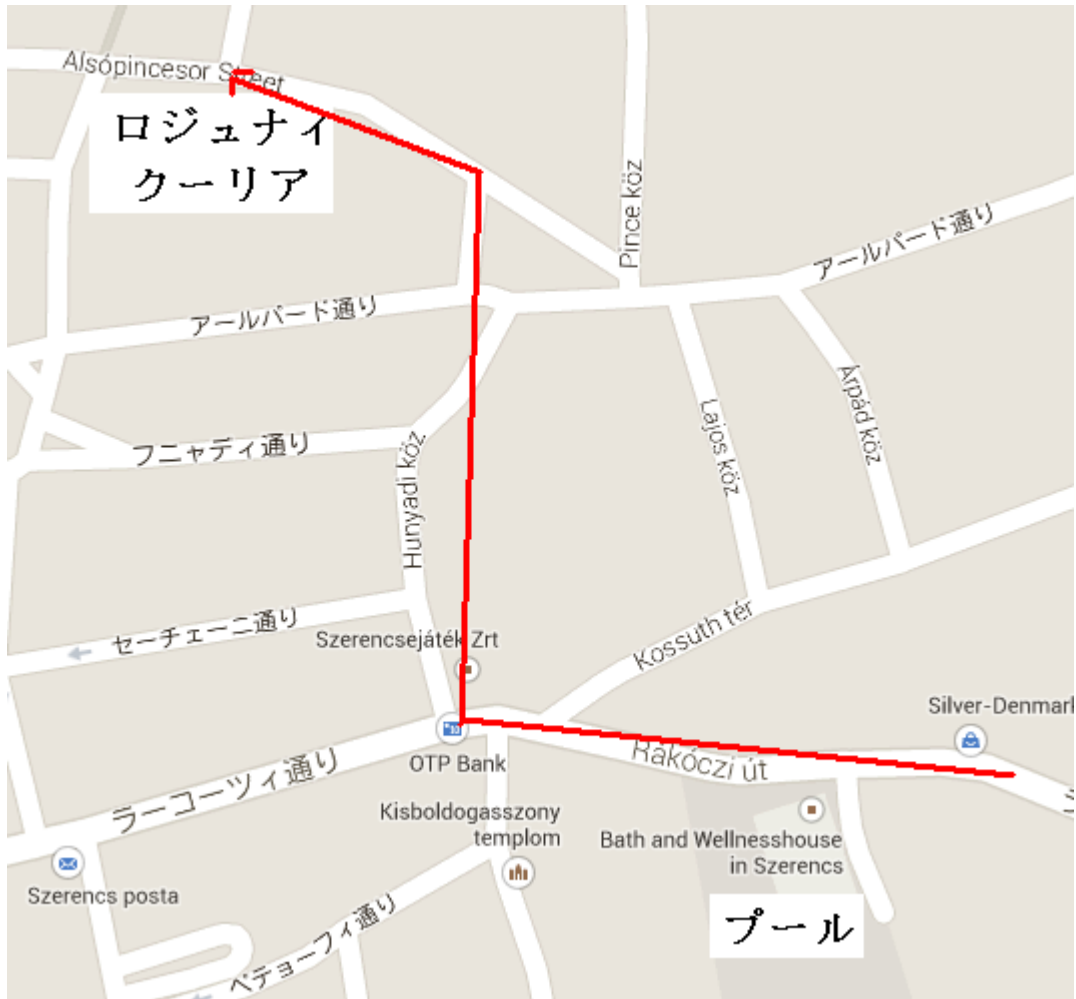 Alsópincesor Street
ロジュナイ
クーリア
Pince köz
アールパード通り
アールパード通り
Árpád köz
Lajos köz
フニャディ通り
Hunyadi köz
セーチェーニ通り
Szerencsejáték Zrt
Kossuth tér
Silver-Denmark
ラーコーツィ通り
OTP Bank
Rákóczi út
Kisboldogasszony
templom
Bath and Wellnesshouse
in Szerencs
Szerencs posta
プール
ペテーフィ通り